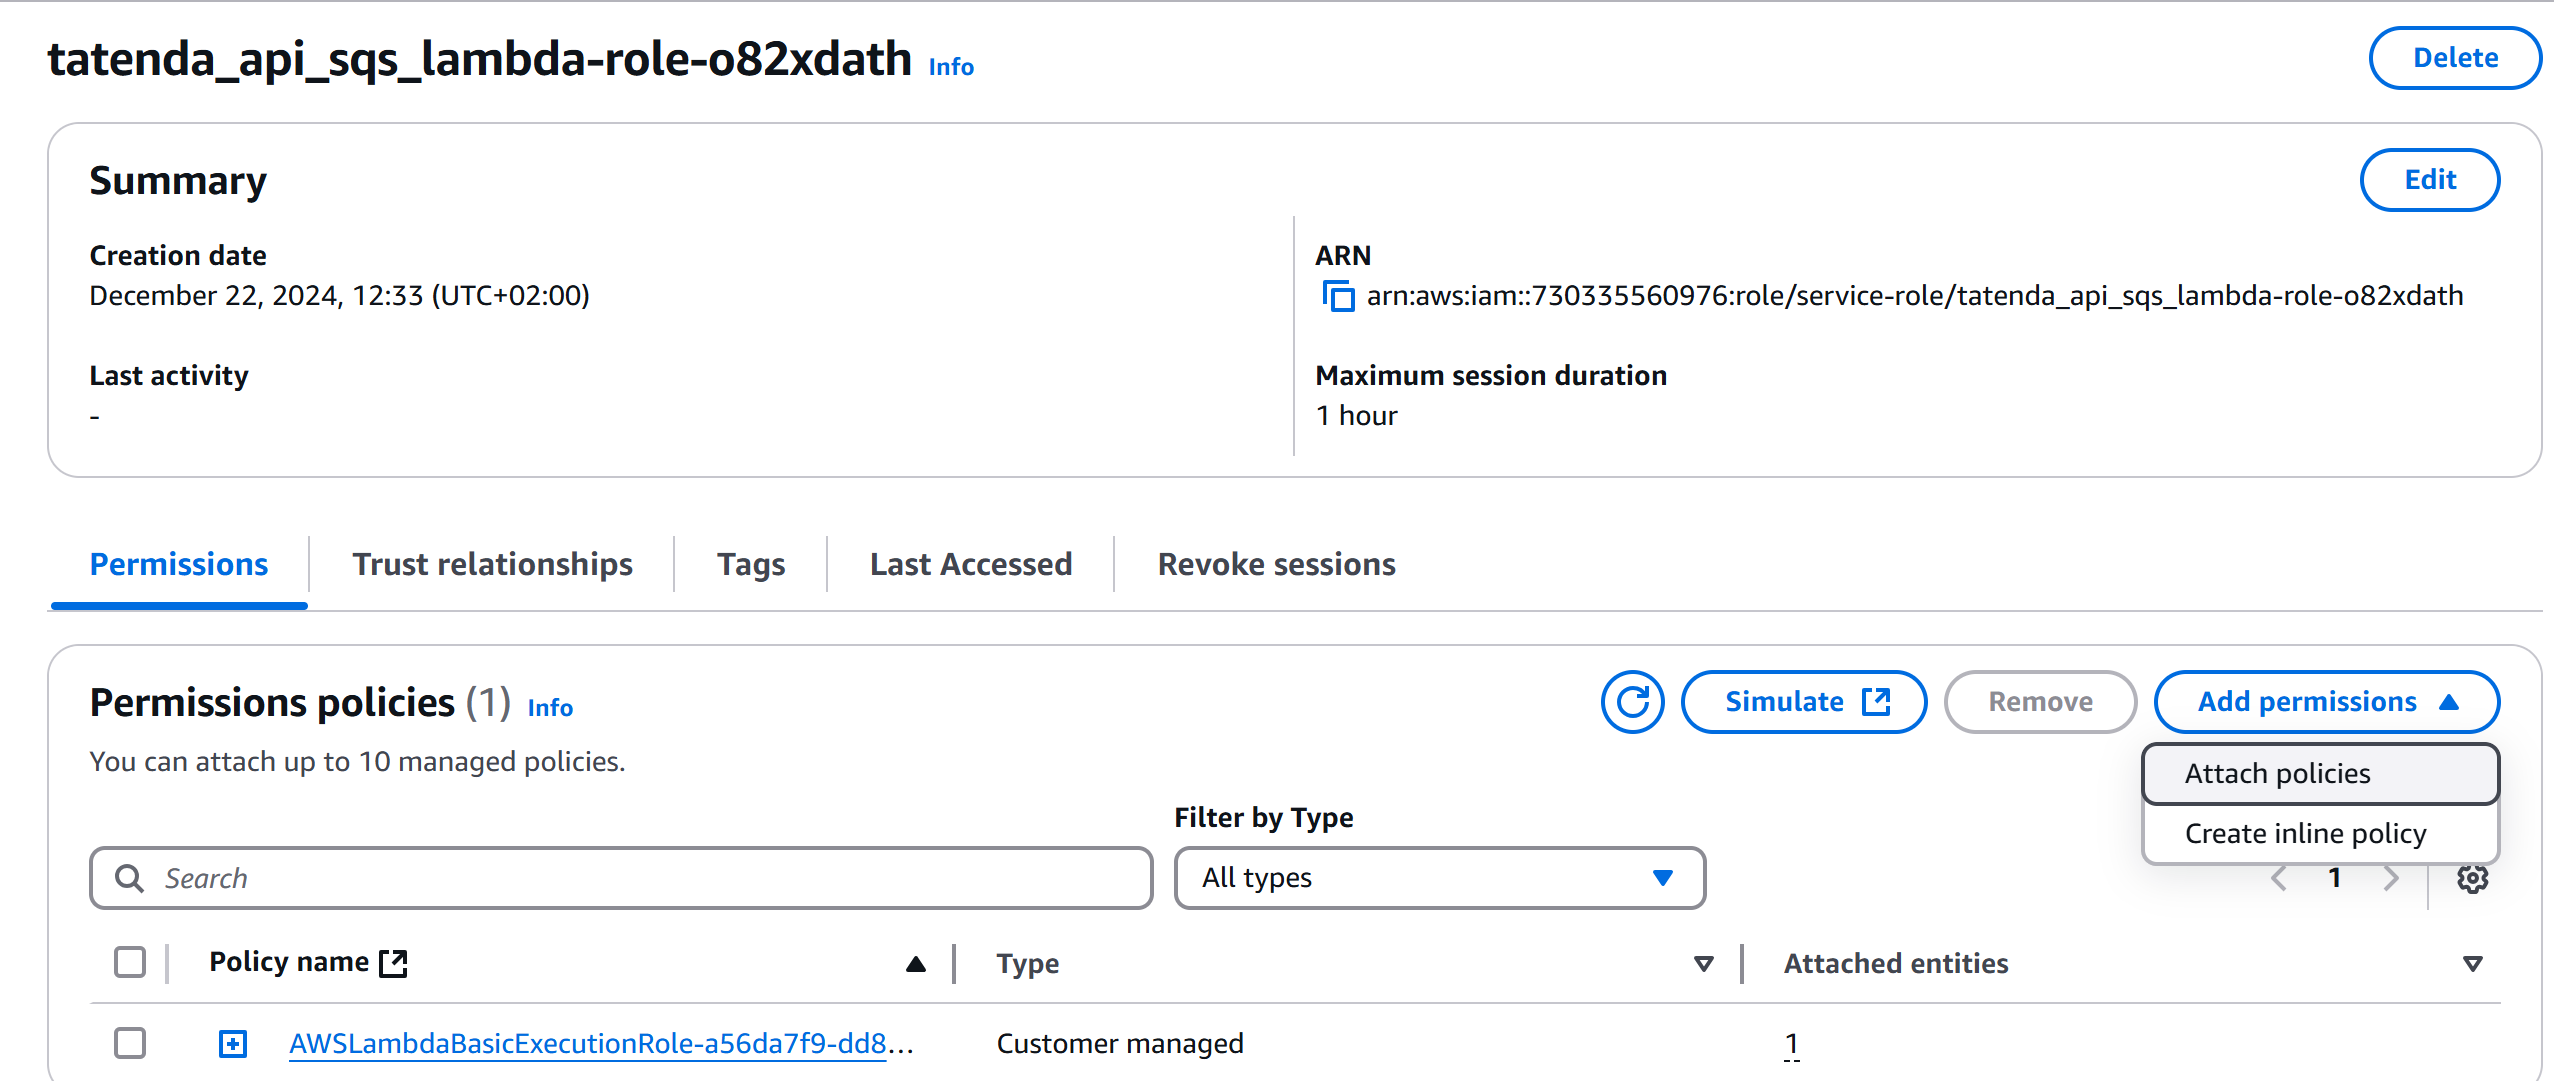 tatenda_api_sqs_lambda-role-o82xdath Info
Delete
Summary
Edit
Creation date
December 22, 2024, 12:33 (UTC+02:00)
ARN
arn:aws:iam::730335560976:role/service-role/tatenda_api_sqs_lambda-role-o82xdath
Last activity
-
Maximum session duration
1 hour
Permissions Trust relationships Tags Last Accessed Revoke sessions
Permissions policies (1) Info
Simulate Remove Add permissions
You can attach up to 10 managed policies.
Attach policies
Create inline policy
Filter by Type
Search
All types
1
Policy name Type Attached entities
AWSLambdaBasicExecutionRole-a56da7f9-dd8... Customer managed 1